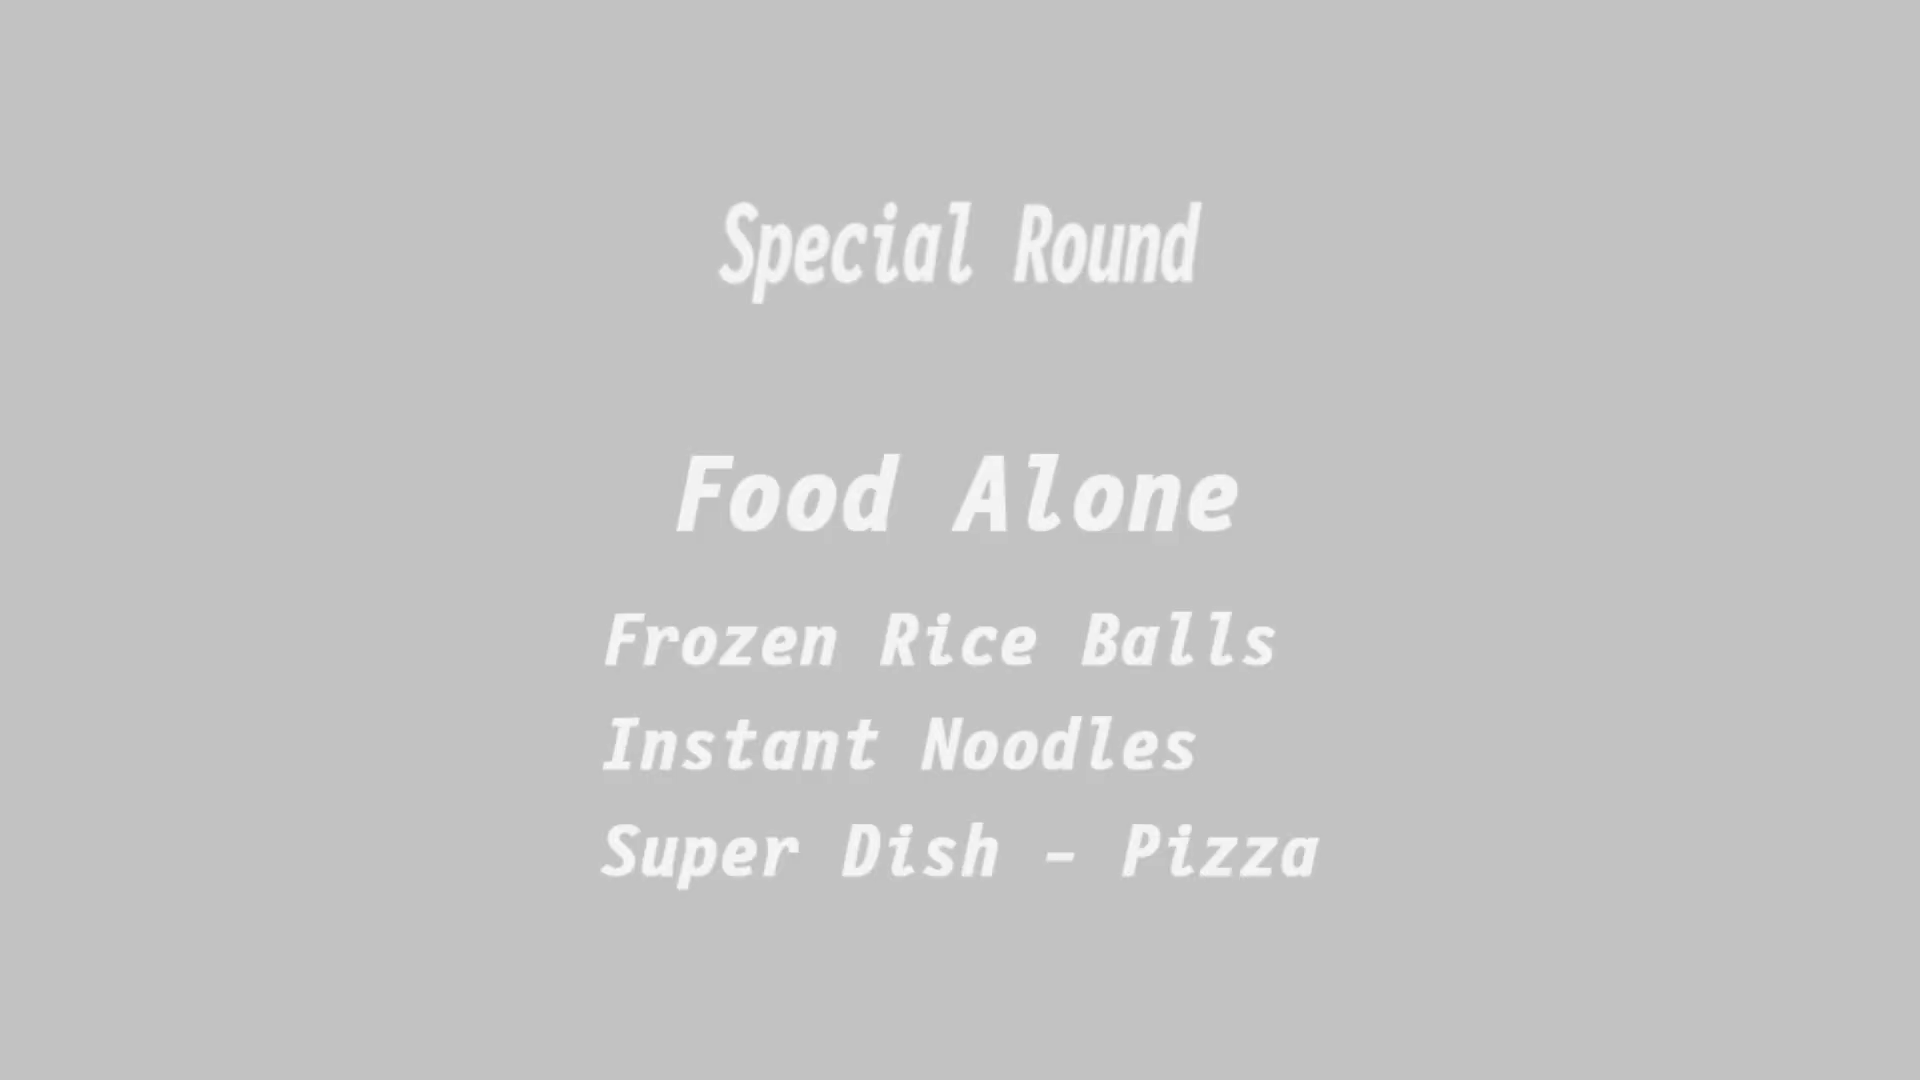 Special Round
Food Alone
Frozen Rice Balls
Instant Noodles
Super Dish - Pizza